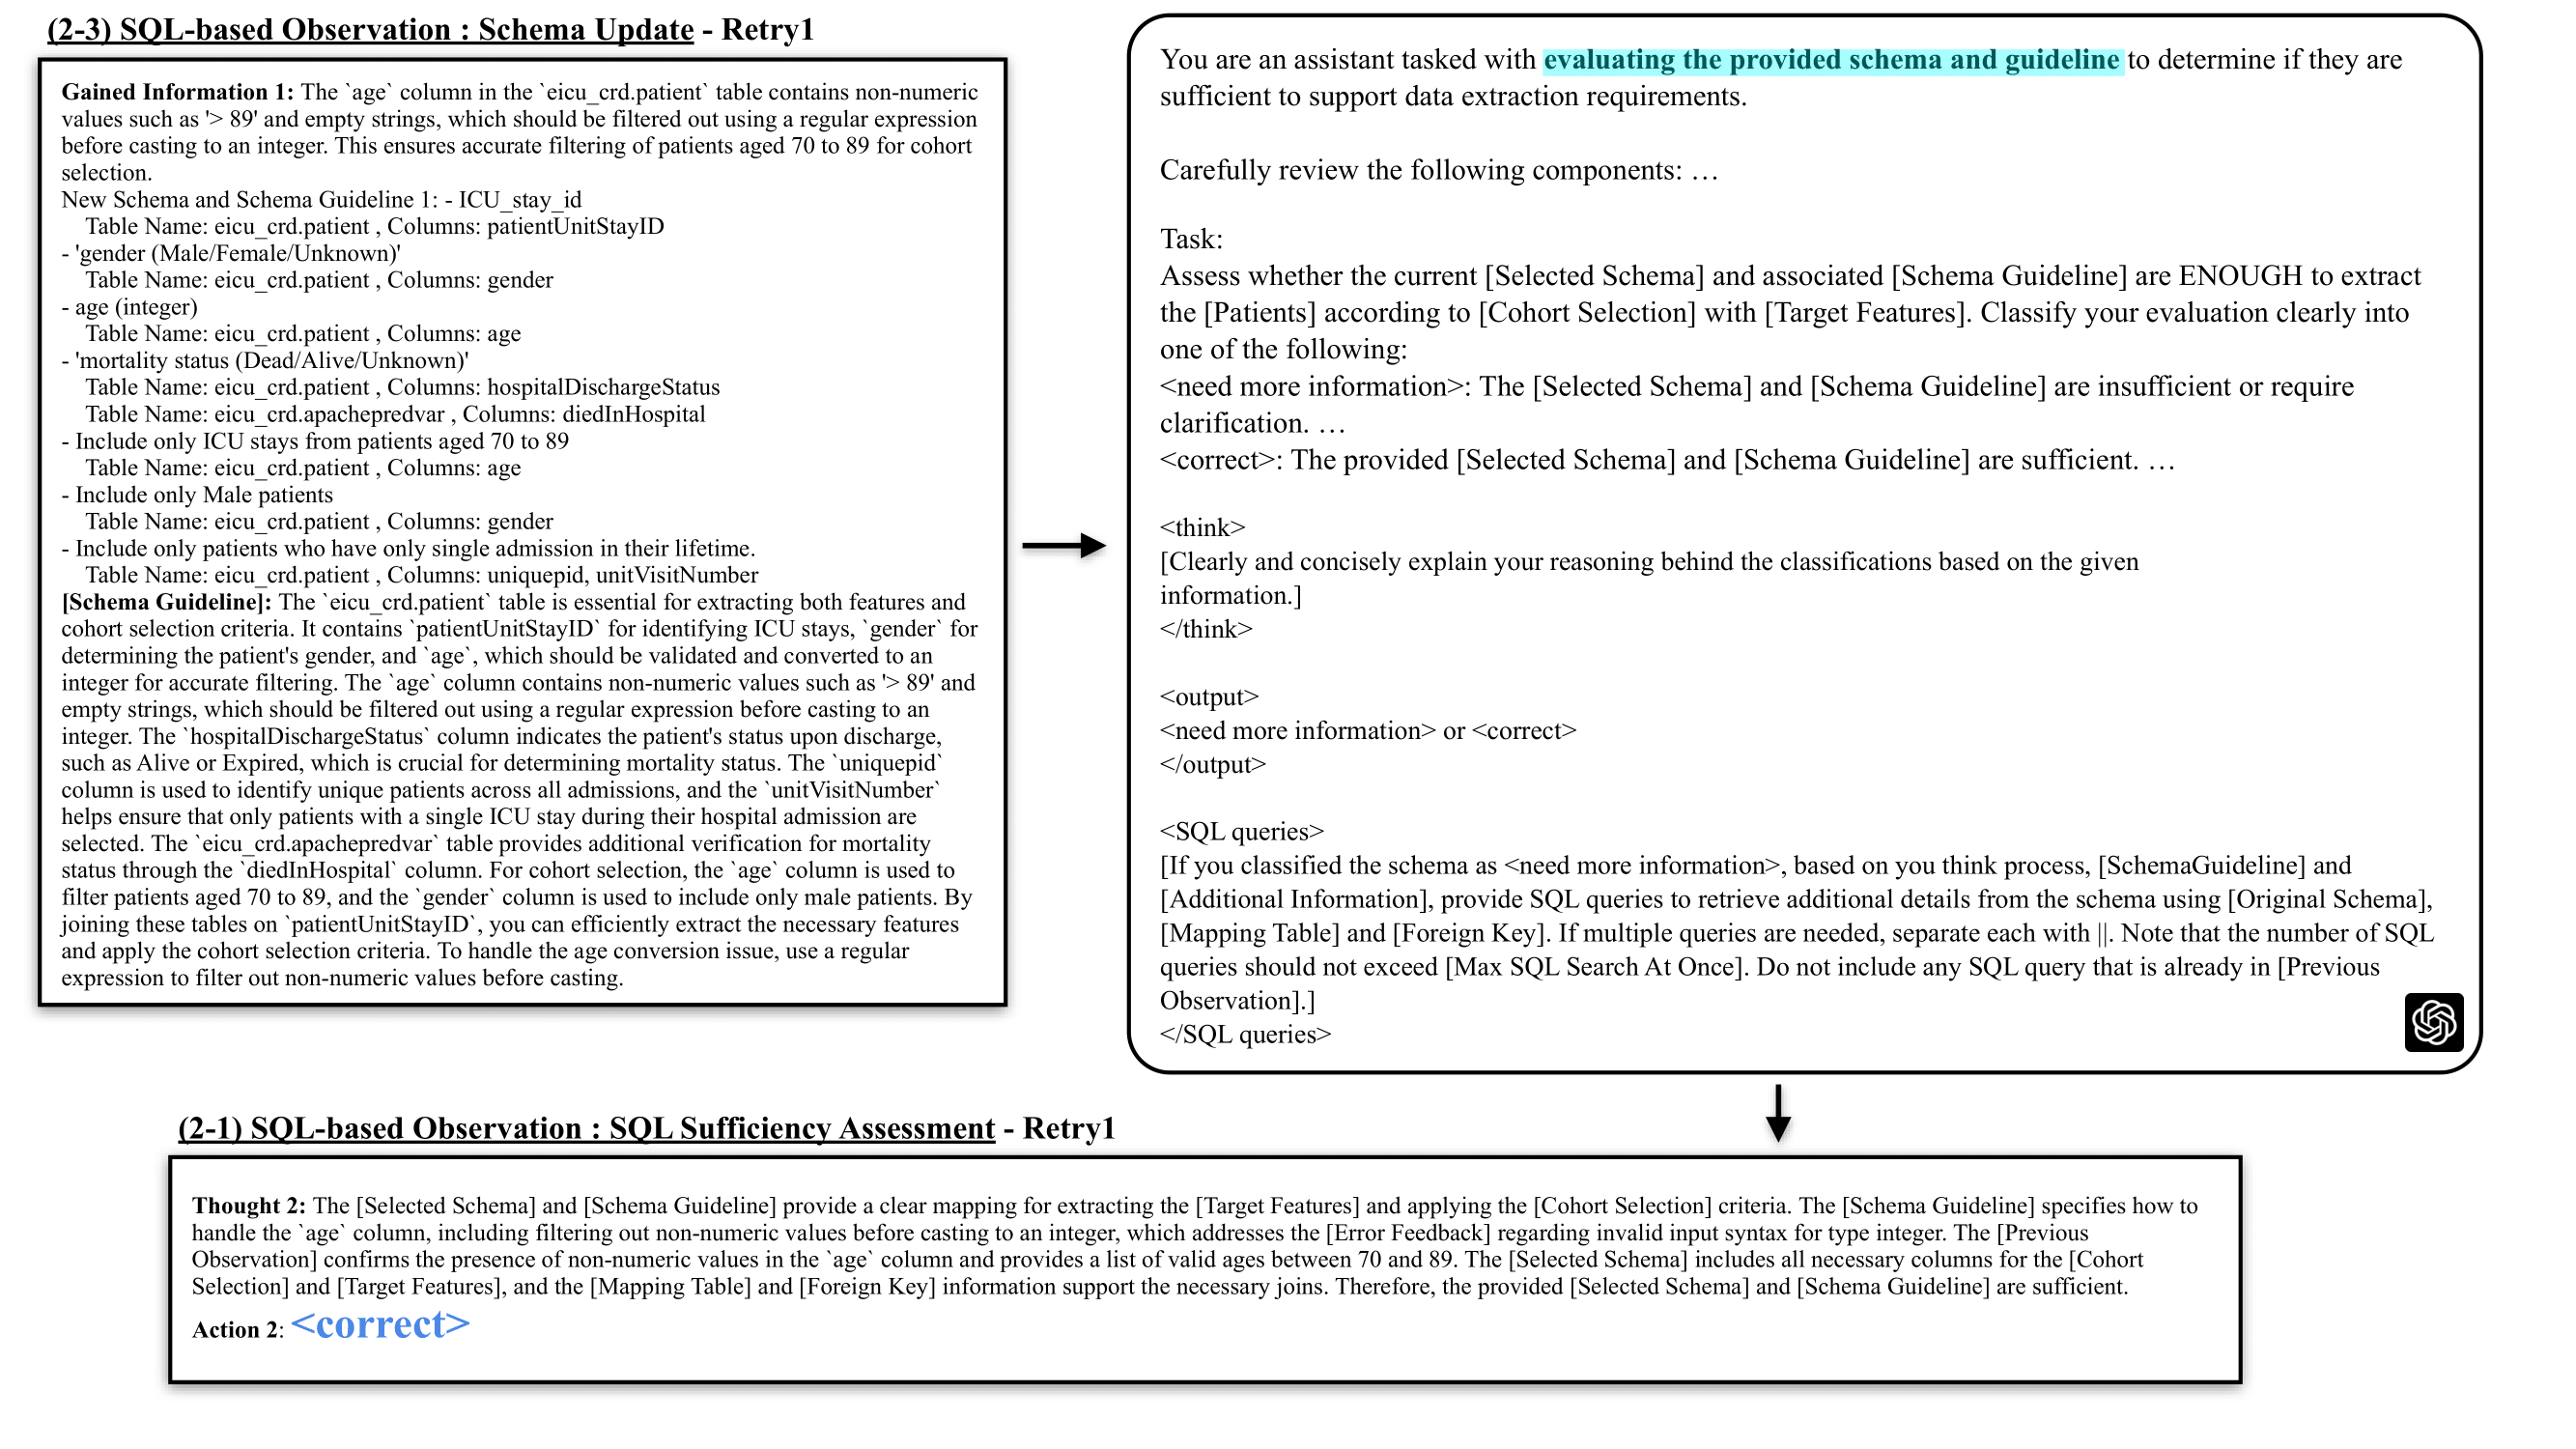 (2-3) SQL-based Observation : Schema Update - Retry1
Gained Information 1: The `age` column in the `eicu_crd.patient` table contains non-numeric
values such as '> 89' and empty strings, which should be filtered out using a regular expression
before casting to an integer. This ensures accurate filtering of patients aged 70 to 89 for cohort
selection.
New Schema and Schema Guideline 1: - ICU_stay_id
Table Name: eicu_crd.patient , Columns: patientUnitStayID
- 'gender (Male/Female/Unknown)'
Table Name: eicu_crd.patient , Columns: gender
- age (integer)
Table Name: eicu_crd.patient , Columns: age
- 'mortality status (Dead/Alive/Unknown)'
Table Name: eicu_crd.patient , Columns: hospitalDischargeStatus
Table Name: eicu_crd.apachepredvar , Columns: diedInHospital
- Include only ICU stays from patients aged 70 to 89
Table Name: eicu_crd.patient , Columns: age
- Include only Male patients
Table Name: eicu_crd.patient , Columns: gender
- Include only patients who have only single admission in their lifetime.
Table Name: eicu_crd.patient , Columns: uniquepid, unitVisitNumber
[Schema Guideline]: The `eicu_crd.patient` table is essential for extracting both features and
cohort selection criteria. It contains `patientUnitStayID` for identifying ICU stays, `gender` for
determining the patient's gender, and `age`, which should be validated and converted to an
integer for accurate filtering. The `age` column contains non-numeric values such as '> 89' and
empty strings, which should be filtered out using a regular expression before casting to an
integer. The `hospitalDischargeStatus` column indicates the patient's status upon discharge,
such as Alive or Expired, which is crucial for determining mortality status. The `uniquepid`
column is used to identify unique patients across all admissions, and the `unitVisitNumber`
helps ensure that only patients with a single ICU stay during their hospital admission are
selected. The `eicu_crd.apachepredvar` table provides additional verification for mortality
status through the `diedInHospital` column. For cohort selection, the `age` column is used to
filter patients aged 70 to 89, and the `gender` column is used to include only male patients. By
joining these tables on `patientUnitStayID`, you can efficiently extract the necessary features
and apply the cohort selection criteria. To handle the age conversion issue, use a regular
expression to filter out non-numeric values before casting.
You are an assistant tasked with evaluating the provided schema and guideline to determine if they are
sufficient to support data extraction requirements.
Carefully review the following components: …
Task:
Assess whether the current [Selected Schema] and associated [Schema Guideline] are ENOUGH to extract
the [Patients] according to [Cohort Selection] with [Target Features]. Classify your evaluation clearly into
one of the following:
<need more information>: The [Selected Schema] and [Schema Guideline] are insufficient or require
clarification. …
<correct>: The provided [Selected Schema] and [Schema Guideline] are sufficient. …
<think>
[Clearly and concisely explain your reasoning behind the classifications based on the given
information.]
</think>
<output>
<need more information> or <correct>
</output>
<SQL queries>
[If you classified the schema as <need more information>, based on you think process, [SchemaGuideline] and
[Additional Information], provide SQL queries to retrieve additional details from the schema using [Original Schema],
[Mapping Table] and [Foreign Key]. If multiple queries are needed, separate each with ||. Note that the number of SQL
queries should not exceed [Max SQL Search At Once]. Do not include any SQL query that is already in [Previous
Observation].]
</SQL queries>
(2-1) SQL-based Observation : SQL Sufficiency Assessment - Retry1
Thought 2: The [Selected Schema] and [Schema Guideline] provide a clear mapping for extracting the [Target Features] and applying the [Cohort Selection] criteria. The [Schema Guideline] specifies how to
handle the `age` column, including filtering out non-numeric values before casting to an integer, which addresses the [Error Feedback] regarding invalid input syntax for type integer. The [Previous
Observation] confirms the presence of non-numeric values in the `age` column and provides a list of valid ages between 70 and 89. The [Selected Schema] includes all necessary columns for the [Cohort
Selection] and [Target Features], and the [Mapping Table] and [Foreign Key] information support the necessary joins. Therefore, the provided [Selected Schema] and [Schema Guideline] are sufficient.
Action 2: <correct>